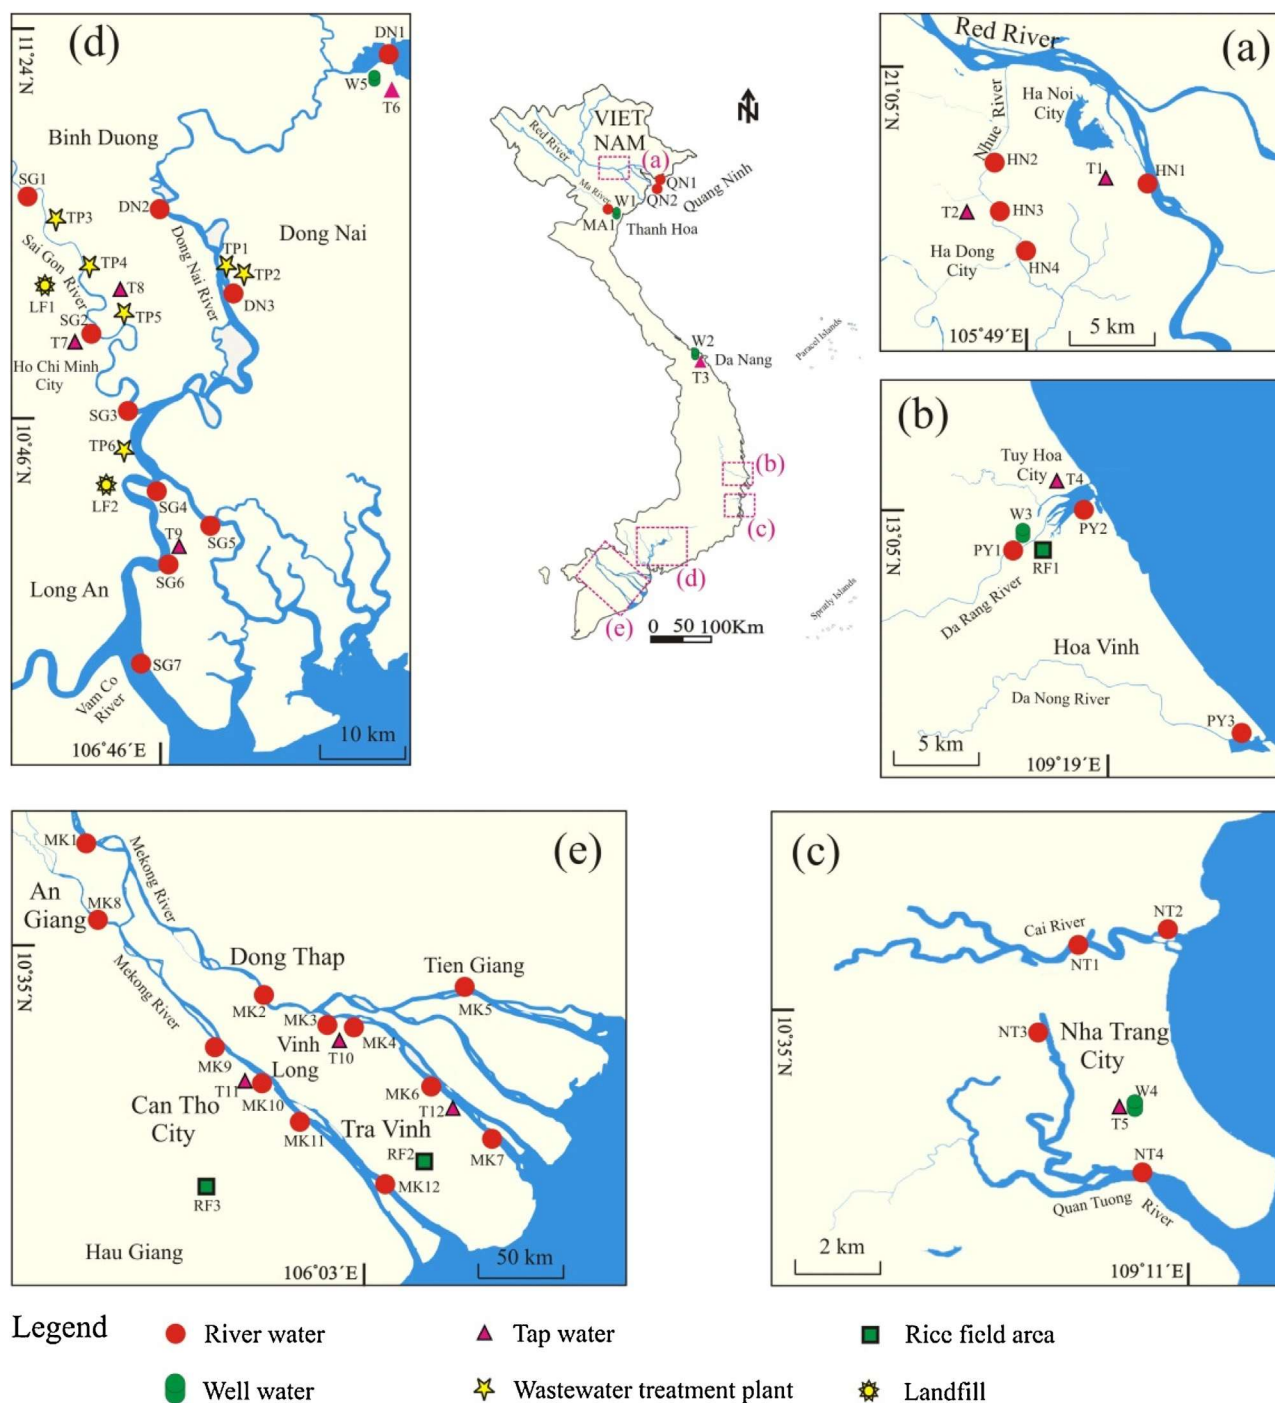 (d)
11°24´N
DN1
W5
T6
Binh Duong
SG1
TP3
DN2
Dong Nai
Sai Gon River
TP4
Dong Nai River
TP1
TP2
LF1
T8
DN3
SG2
TP5
T7
Ho Chi Minh
City
SG3
10°46´N
TP6
LF2
SG4
T9
SG5
SG6
Long An
SG7
Vam Co
River
106°46´E
10 km
N
VIET
NAM
Red River
(a)
QN1
QN2
Quang Ninh
Ma River
W1
MA1
Thanh Hoa
W2
Da Nang
T3
Paracel Islands
(b)
(c)
(d)
(e)
Spratly Islands
0 50 100Km
Red River
(a)
21°05´N
Ha Noi
City
Nhue River
HN2
T1
HN1
T2
HN3
Ha Dong
City
HN4
105°49´E
5 km
(b)
Tuy Hoa
City
T4
13°05´N
W3
PY2
PY1
RF1
Da Rang River
Hoa Vinh
Da Nong River
PY3
5 km
109°19´E
(e)
MK1
Mekong River
An
Giang
MK8
10°35´N
Mekong River
Dong Thap
Tien Giang
MK2
MK5
MK3
MK4
Vinh
T10
Long
MK9
T11
MK10
MK6
T12
Can Tho
City
MK11
Tra Vinh
RF2
MK7
MK12
RF3
Hau Giang
106°03´E
50 km
(c)
Cai River
NT2
NT1
10°35´N
NT3
Nha Trang
City
W4
T5
NT4
Quan Tuong River
2 km
109°11´E
Legend
River water
Tap water
Rice field area
Well water
Wastewater treatment plant
Landfill